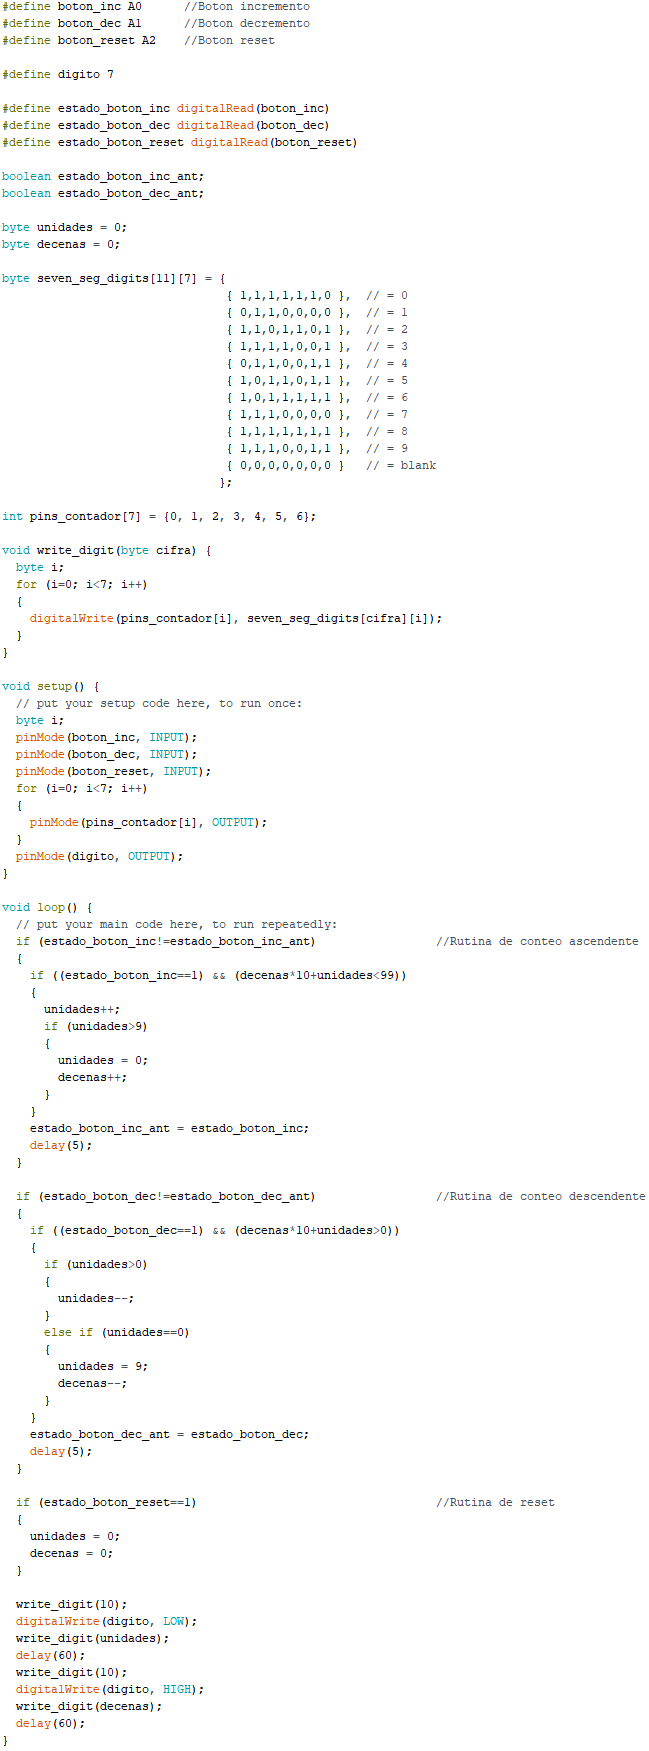 #define boton_inc A0      //Boton incremento
#define boton_dec A1      //Boton decremento
#define boton_reset A2    //Boton reset

#define digito 7

#define estado_boton_inc digitalRead(boton_inc)
#define estado_boton_dec digitalRead(boton_dec)
#define estado_boton_reset digitalRead(boton_reset)

boolean estado_boton_inc_ant;
boolean estado_boton_dec_ant;

byte unidades = 0;
byte decenas = 0;

byte seven_seg_digits[11][7] = {
                                { 1,1,1,1,1,1,0 },  // = 0
                                { 0,1,1,0,0,0,0 },  // = 1
                                { 1,1,0,1,1,0,1 },  // = 2
                                { 1,1,1,1,0,0,1 },  // = 3
                                { 0,1,1,0,0,1,1 },  // = 4
                                { 1,0,1,1,0,1,1 },  // = 5
                                { 1,0,1,1,1,1,1 },  // = 6
                                { 1,1,1,0,0,0,0 },  // = 7
                                { 1,1,1,1,1,1,1 },  // = 8
                                { 1,1,1,0,0,1,1 },  // = 9
                                { 0,0,0,0,0,0,0 }   // = blank
                               };

int pins_contador[7] = {0, 1, 2, 3, 4, 5, 6};

void write_digit(byte cifra) {
  byte i;
  for (i=0; i<7; i++)
  {
    digitalWrite(pins_contador[i], seven_seg_digits[cifra][i]);
  }
}

void setup() {
  // put your setup code here, to run once:
  byte i;
  pinMode(boton_inc, INPUT);
  pinMode(boton_dec, INPUT);
  pinMode(boton_reset, INPUT);
  for (i=0; i<7; i++)
  {
    pinMode(pins_contador[i], OUTPUT);
  }
  pinMode(digito, OUTPUT);
}

void loop() {
  // put your main code here, to run repeatedly:
  if (estado_boton_inc!=estado_boton_inc_ant)                 //Rutina de conteo ascendente
  {
    if ((estado_boton_inc==1) && (decenas*10+unidades<99))
    {
      unidades++;
      if (unidades>9)
      {
        unidades = 0;
        decenas++;
      }
    }
    estado_boton_inc_ant = estado_boton_inc;
    delay(5);
  }

  if (estado_boton_dec!=estado_boton_dec_ant)                 //Rutina de conteo descendente
  {
    if ((estado_boton_dec==1) && (decenas*10+unidades>0))
    {
      if (unidades>0)
      {
        unidades--;
      }
      else if (unidades==0)
      {
        unidades = 9;
        decenas--;
      }
    }
    estado_boton_dec_ant = estado_boton_dec;
    delay(5);
  }

  if (estado_boton_reset==1)                                  //Rutina de reset
  {
    unidades = 0;
    decenas = 0;
  }

  write_digit(10);
  digitalWrite(digito, LOW);
  write_digit(unidades);
  delay(60);
  write_digit(10);
  digitalWrite(digito, HIGH);
  write_digit(decenas);
  delay(60);
}